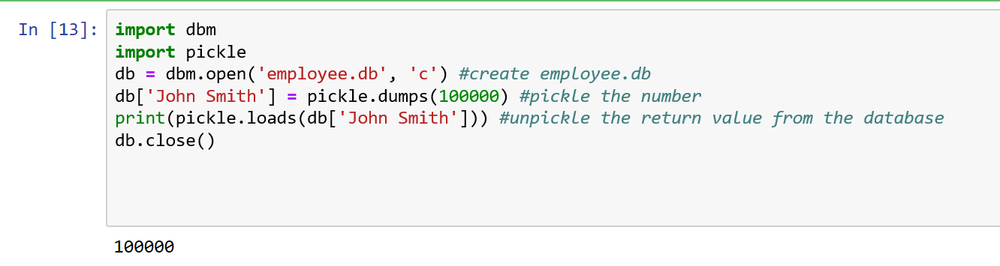 In [13]:
import dbm
import pickle
db = dbm.open('employee.db', 'c') #create employee.db
db['John Smith'] = pickle.dumps(100000) #pickle the number
print(pickle.loads(db['John Smith'])) #unpickle the return value from the database
db.close()
100000